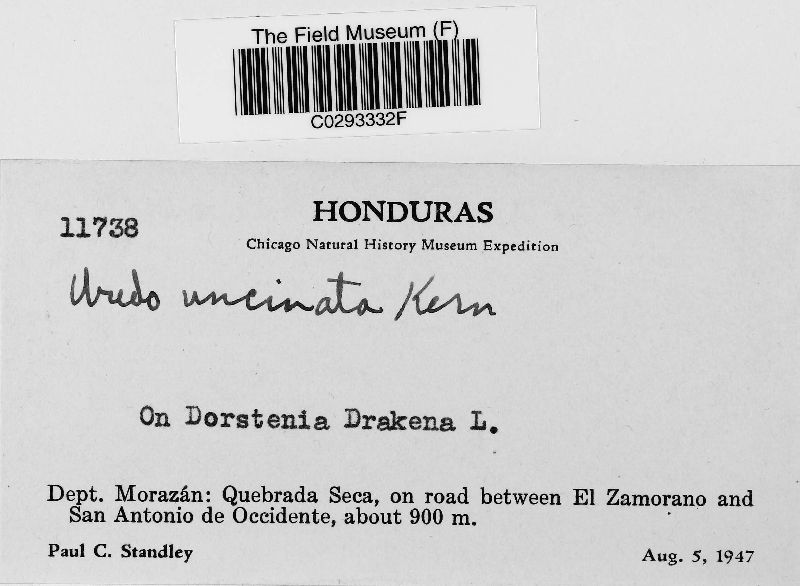 The Field Museum (F)
C0293332F
HONDURAS
11738
Chicago Natural History Museum Expedition
Uredo uncinata Kern
On Dorstenia Drakena L.
Dept. Morazán: Quebrada Seca, on road between El Zamorano and
San Antonio de Occidente, about 900 m.
Paul C. Standley
Aug. 5, 1947